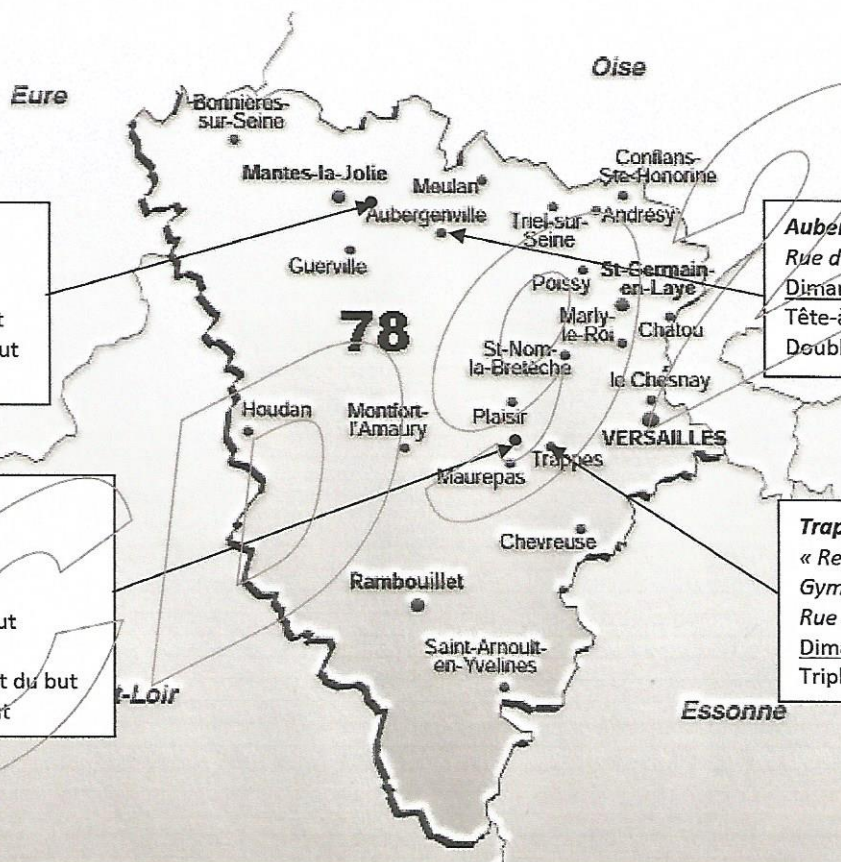 Eure
Oise
Bonnières-
sur-Seine
Mantes-la-Jolie
Meulan
Conflans-
Ste-Honorine
Aubergenville
Triel-sur-
Seine
Andrésy
Guerville
Poissy
St-Germain-
en-Laye
78
Marly-
le-Roi
Chatou
St-Nom-
la-Bretèche
le Chesnay
Houdan
Montfort-
l'Amaury
Plaisir
VERSAILLES
Maurepas
Trappes
Chevreuse
Rambouillet
Saint-Arnoult-
en-Yvelines
t-Loir
Essonne
t
ut
ut
t du but
t
Auber
Rue d
Diman
Tête-à
Doubl
Trap
« Re
Gym
Rue
Dima
Tripl